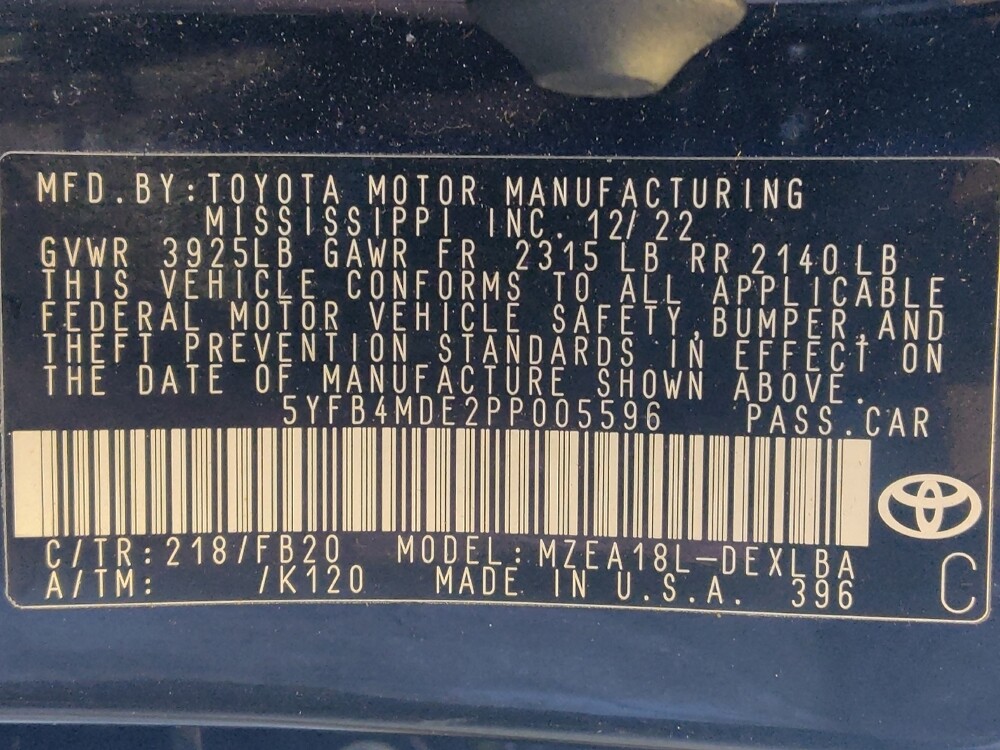 MFD.BY:TOYOTA MOTOR MANUFACTURING
MISSISSIPPI INC. 12/22
GVWR 3925LB GAWR FR 2315 LB RR 2140 LB
THIS VEHICLE CONFORMS TO ALL APPLICABLE
FEDERAL MOTOR VEHICLE SAFETY,BUMPER,AND
THEFT PREVENTION STANDARDS IN EFFECT ON
THE DATE OF MANUFACTURE SHOWN ABOVE.
5YFB4MDE2PP005596 PASS.CAR
C/TR:218/FB20 MODEL:MZEA18L-DEXLBA
A/TM: /K120 MADE IN U.S.A. 396 C